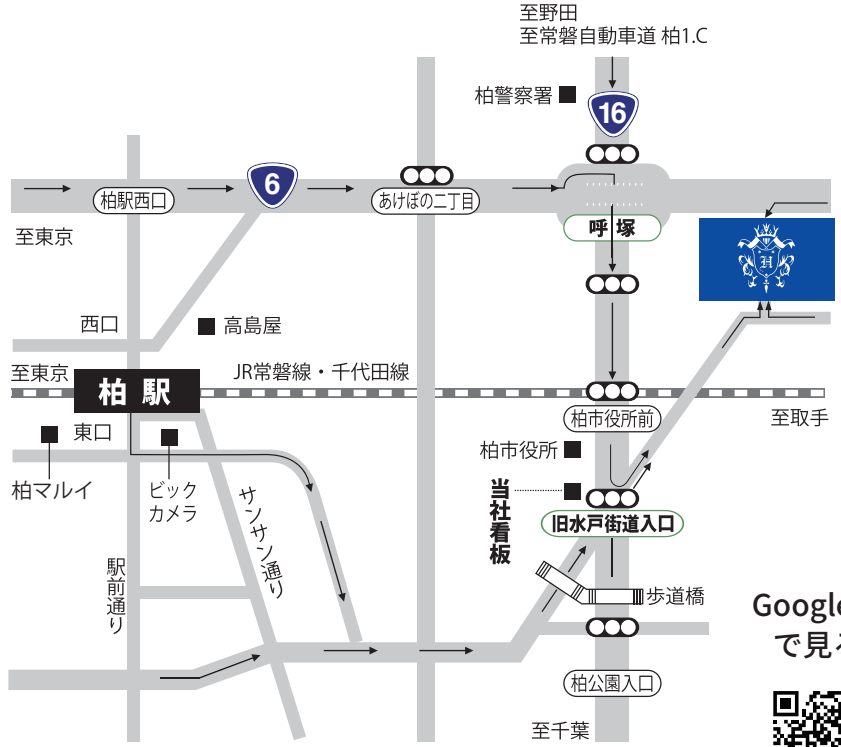 至野田
至常磐自動車道 柏1.C
柏警察署
16
6
柏駅西口
あけぼの二丁目
至東京
呼塚
H
西口
高島屋
至東京
JR常磐線・千代田線
柏駅
柏市役所前
至取手
東口
柏市役所
柏マルイ
ビック
カメラ
サンサン通り
当社看板
旧水戸街道入口
駅前通り
歩道橋
Google
で見
柏公園入口
至千葉